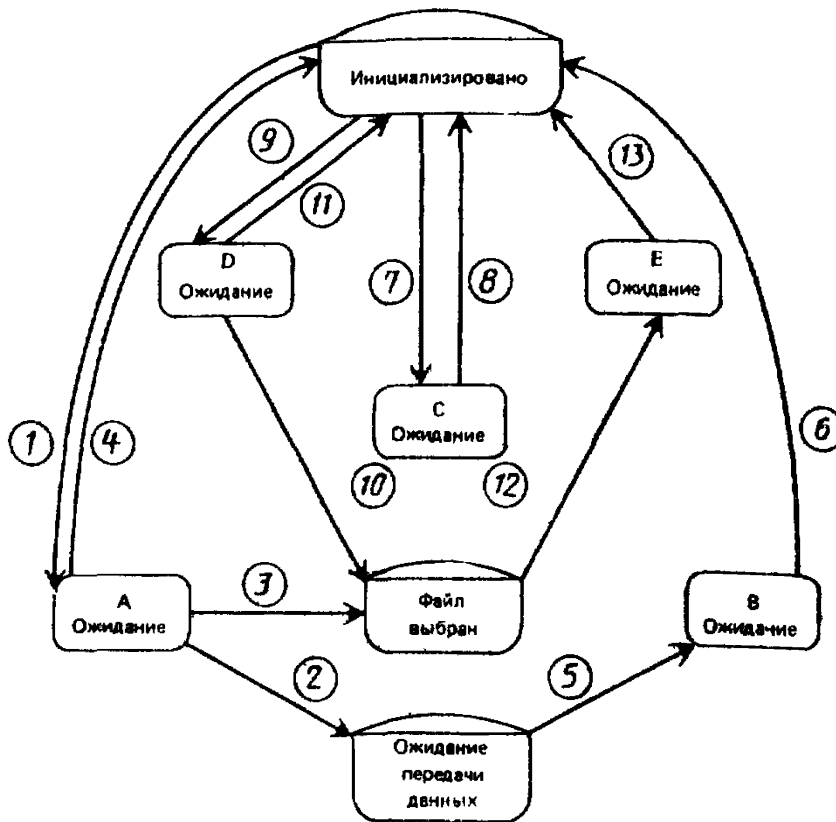 Инициализировано
9
13
11
D
Ожидание
E
Ожидание
7
8
C
Ожидание
1
4
6
10
12
A
Ожидание
3
Файл
выбран
B
Ожидание
2
5
Ожидание
передачи
данных